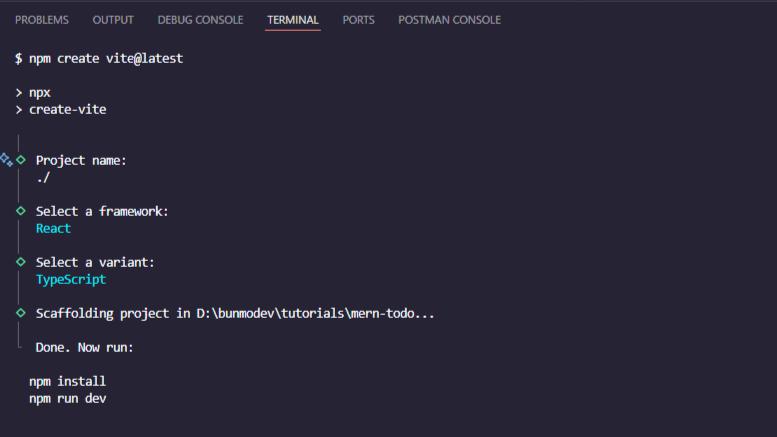 PROBLEMS OUTPUT DEBUG CONSOLE TERMINAL PORTS POSTMAN CONSOLE
$ npm create vite@latest
> npx
> create-vite
Project name:
./
Select a framework:
React
Select a variant:
TypeScript
Scaffolding project in D:\bunmodev\tutorials\mern-todo...
Done. Now run:
npm install
npm run dev